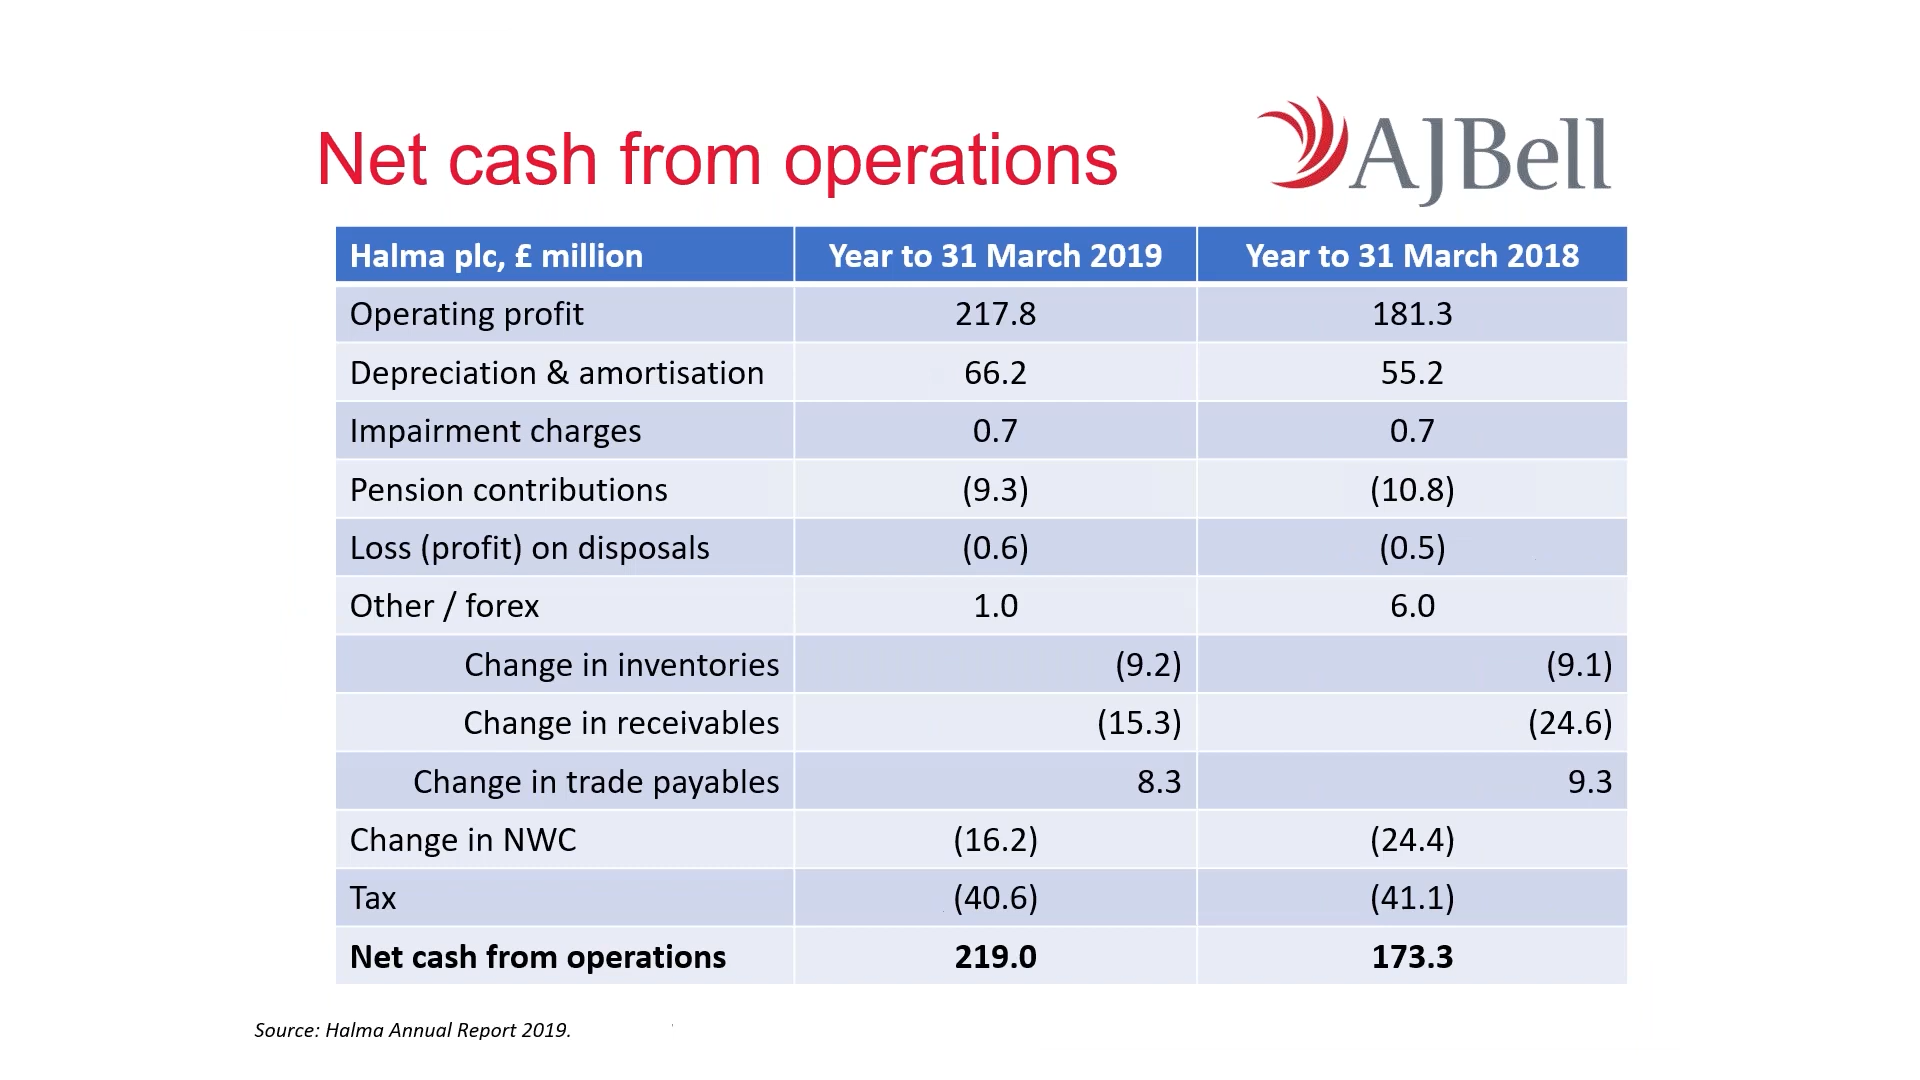 Net cash from operations
AJBell
Halma plc, £ million Year to 31 March 2019 Year to 31 March 2018
Operating profit 217.8 181.3
Depreciation & amortisation 66.2 55.2
Impairment charges 0.7 0.7
Pension contributions (9.3) (10.8)
Loss (profit) on disposals (0.6) (0.5)
Other / forex 1.0 6.0
Change in inventories (9.2) (9.1)
Change in receivables (15.3) (24.6)
Change in trade payables 8.3 9.3
Change in NWC (16.2) (24.4)
Tax (40.6) (41.1)
Net cash from operations 219.0 173.3
Source: Halma Annual Report 2019.